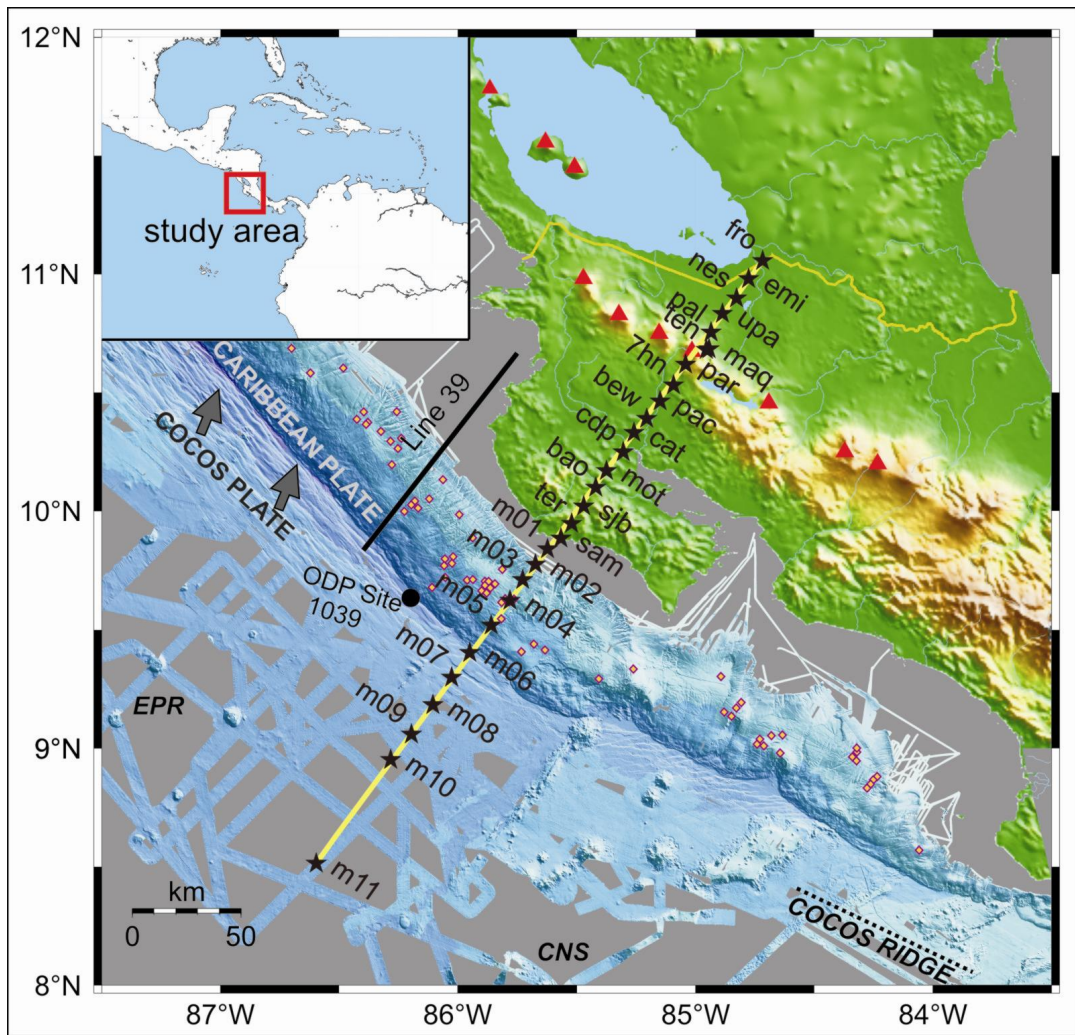 12°N
11°N
10°N
9°N
8°N
87°W
86°W
85°W
84°W
study area
fro
nes
emi
pal
upa
ten
maq
7hn
par
bew
pac
cdp
cat
bao
mot
ter
sjb
m01
sam
m03
m02
m05
m04
m07
m06
m09
m08
m10
m11
Line 39
CARIBBEAN PLATE
COCOS PLATE
ODP Site
1039
EPR
CNS
COCOS RIDGE
km
0 50